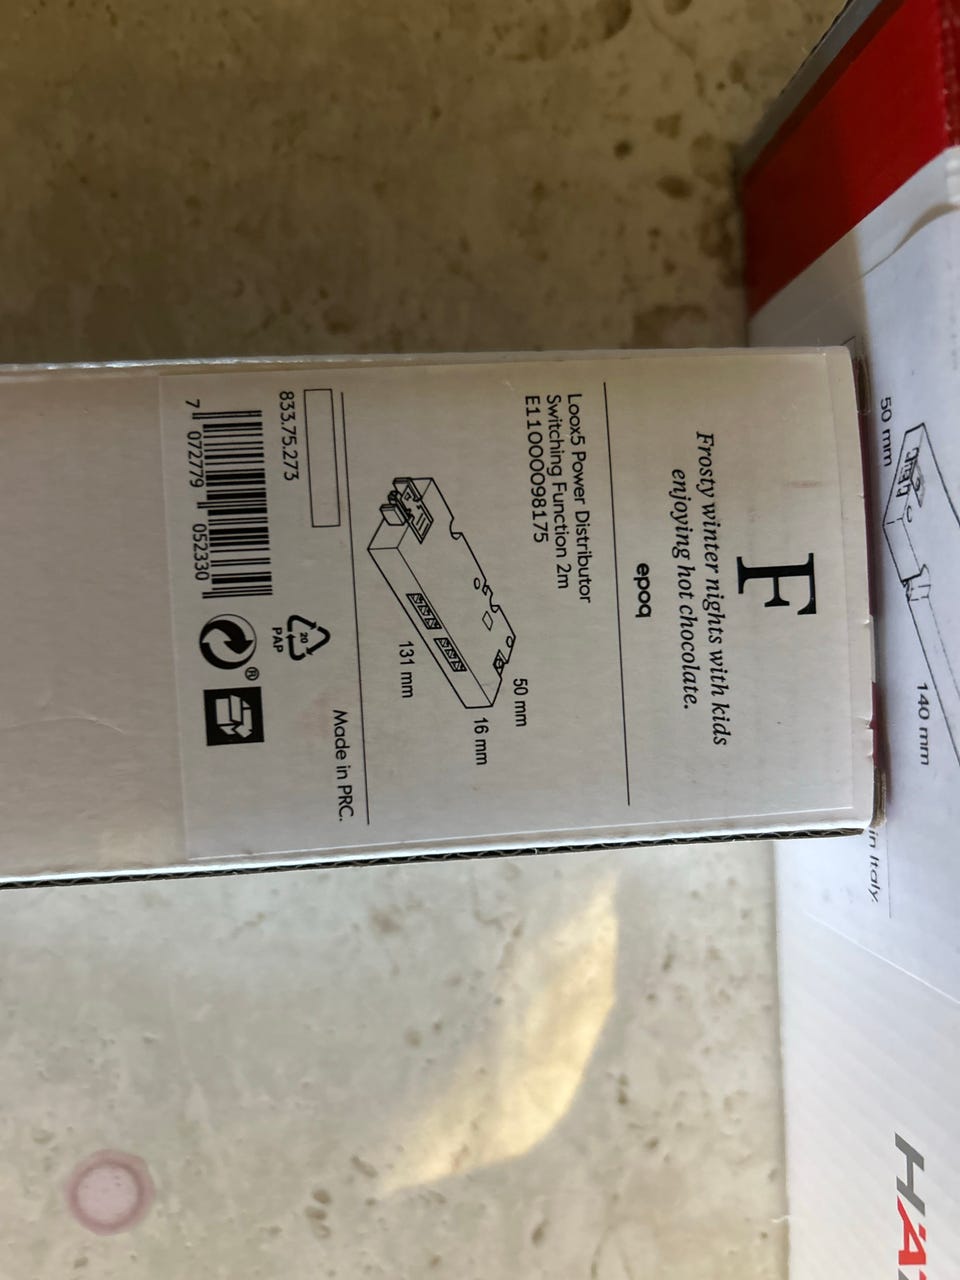 F
Frosty winter nights with kids
enjoying hot chocolate.
epoq
Loox5 Power Distributor
Switching Function 2m
E11000098175
50 mm
16 mm
131 mm
Made in PRC.
833.75.273
20
PAP
®
7 072779 052330
50 mm
140 mm
in Italy.